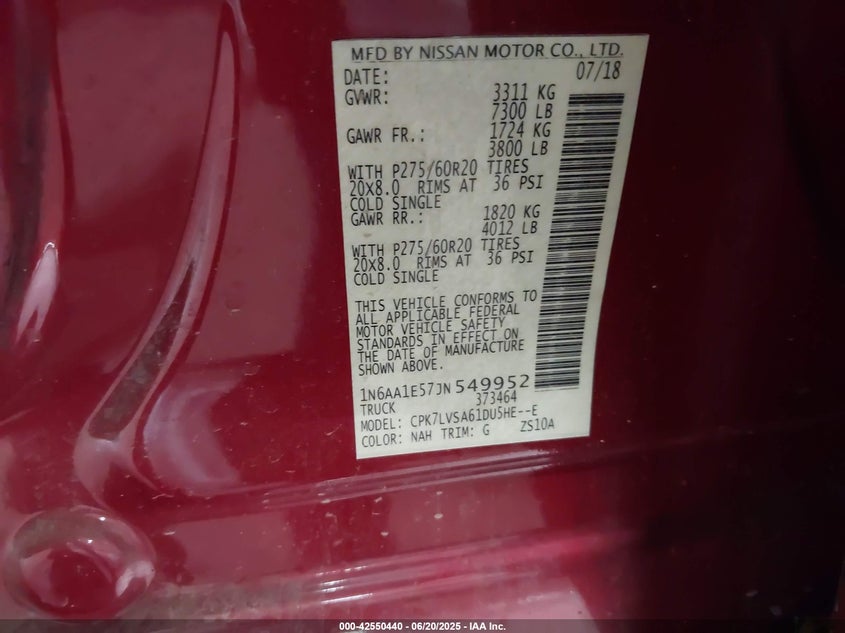 MFD BY NISSAN MOTOR CO., LTD.
DATE: 07/18
GVWR: 3311 KG
7300 LB
GAWR FR.: 1724 KG
3800 LB
WITH P275/60R20 TIRES
20X8.0 RIMS AT 36 PSI
COLD SINGLE
GAWR RR.: 1820 KG
4012 LB
WITH P275/60R20 TIRES
20X8.0 RIMS AT 36 PSI
COLD SINGLE
THIS VEHICLE CONFORMS TO
ALL APPLICABLE FEDERAL
MOTOR VEHICLE SAFETY
STANDARDS IN EFFECT ON
THE DATE OF MANUFACTURE
SHOWN ABOVE.
1N6AA1E57JN549952
TRUCK 373464
MODEL: CPK7LVSA61DU5HE--E
COLOR: NAH TRIM: G ZS10A
000-42550440 - 06/20/2025 - IAA Inc.